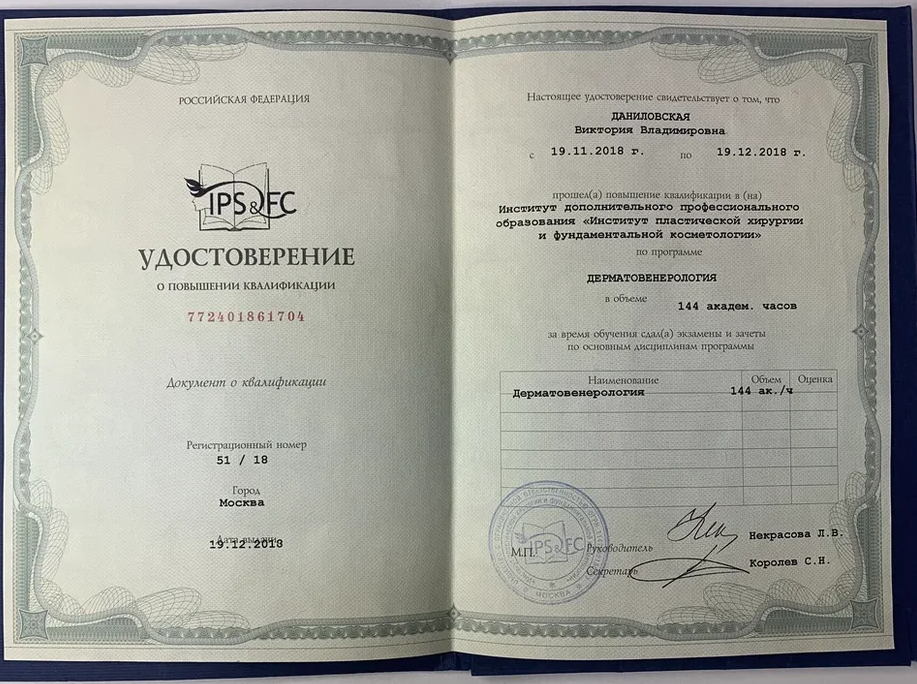 РОССИЙСКАЯ ФЕДЕРАЦИЯ
IPS & FC
УДОСТОВЕРЕНИЕ
О ПОВЫШЕНИИ КВАЛИФИКАЦИИ
772401861704
Документ о квалификации
Регистрационный номер
51 / 18
Город
Москва
Дата выдачи
19.12.2018
Настоящее удостоверение свидетельствует о том, что
ДАНИЛОВСКАЯ
Виктория Владимировна
с 19.11.2018 г. по 19.12.2018 г.
прошел(а) повышение квалификации в (на)
Институт дополнительного профессионального
образования «Институт пластической хирургии
и фундаментальной косметологии»
по программе
ДЕРМАТОВЕНЕРОЛОГИЯ
в объеме 144 академ. часов
за время обучения сдал(а) экзамены и зачеты
по основным дисциплинам программы
Наименование Объем Оценка
Дерматовенерология 144 ак./ч
М.П. Руководитель Некрасова Л.В.
Секретарь Королев С.Н.
IPS & FC
МОСКВА